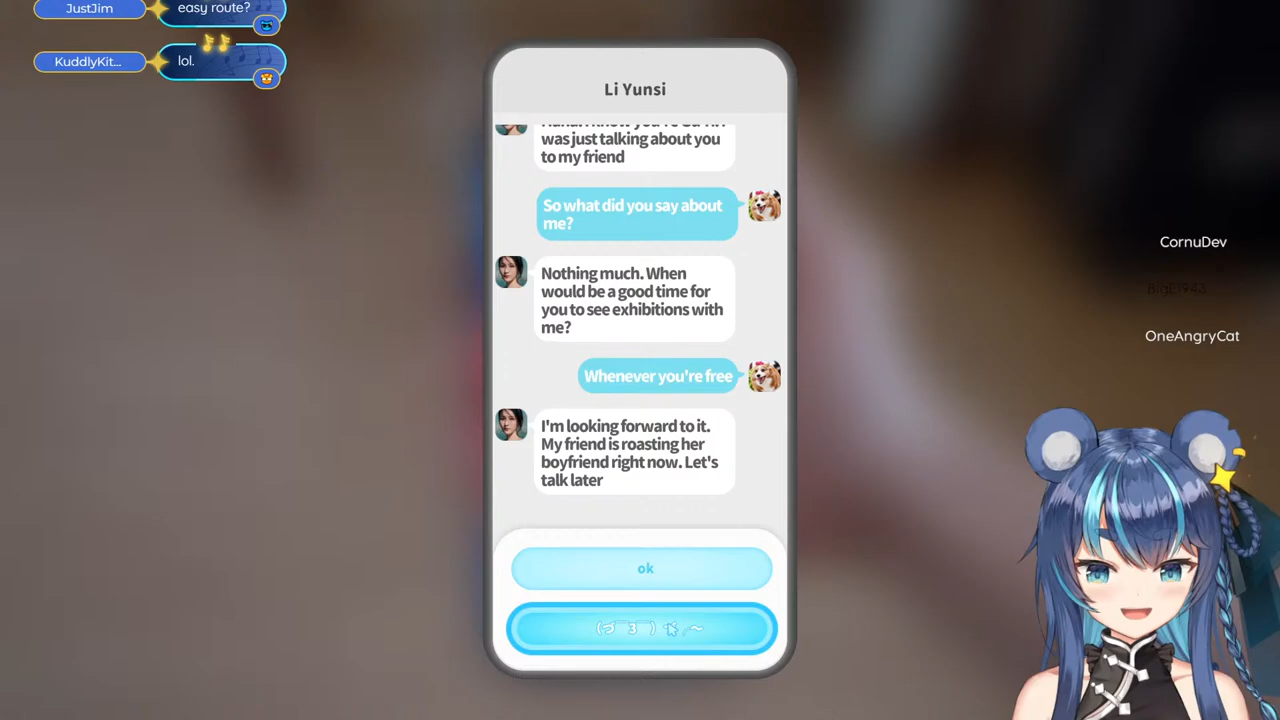 JustJim
easy route?
KuddlyKit...
lol.
Li Yunsi
was just talking about you
to my friend
So what did you say about
me?
Nothing much. When
would be a good time for
you to see exhibitions with
me?
Whenever you're free
I'm looking forward to it.
My friend is roasting her
boyfriend right now. Let's
talk later
ok
CornuDev
OneAngryCat